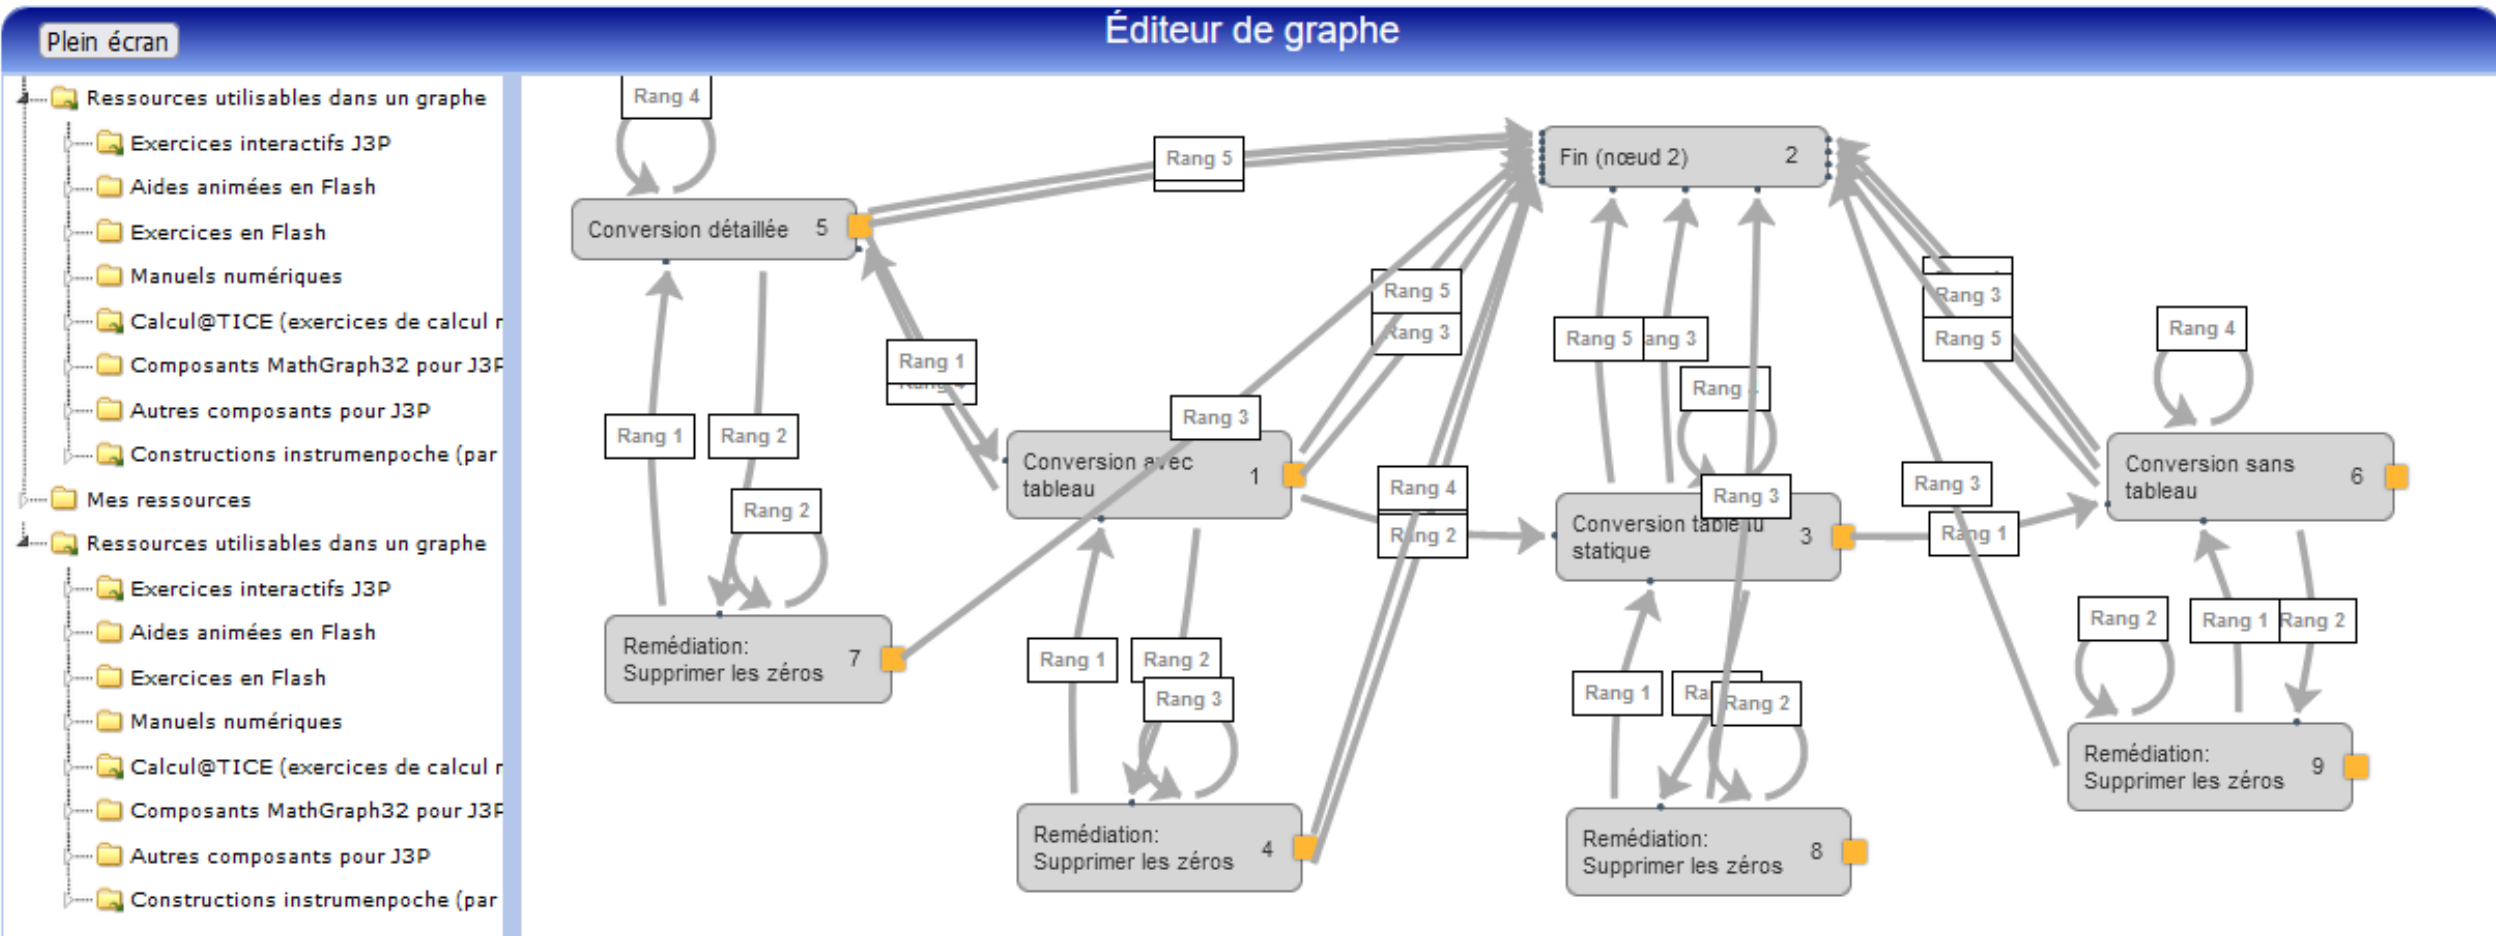 Éditeur de graphe
Plein écran
Ressources utilisables dans un graphe
Exercices interactifs J3P
Aides animées en Flash
Exercices en Flash
Manuels numériques
Calcul@TICE (exercices de calcul r
Composants MathGraph32 pour J3P
Autres composants pour J3P
Constructions instrumenpoche (par
Mes ressources
Ressources utilisables dans un graphe
Exercices interactifs J3P
Aides animées en Flash
Exercices en Flash
Manuels numériques
Calcul@TICE (exercices de calcul r
Composants MathGraph32 pour J3P
Autres composants pour J3P
Constructions instrumenpoche (par
Rang 4
Conversion détaillée 5
Rang 5
Fin (nœud 2) 2
Rang 1
Rang 5
Rang 3
Rang 5
ang 3
Rang
Rang 3
Rang 5
Rang 4
Rang 1
Rang 2
Rang 2
Rang 3
Conversion avec
tableau 1
Rang 4
Rang 2
Rang 3
Conversion tableau
statique 3
Rang 3
Rang 1
Conversion sans
tableau 6
Remédiation:
Supprimer les zéros 7
Rang 1
Rang 2
Rang 3
Rang 1
Ra
Rang 2
Rang 2
Rang 1
Rang 2
Remédiation:
Supprimer les zéros 4
Remédiation:
Supprimer les zéros 8
Remédiation:
Supprimer les zéros 9